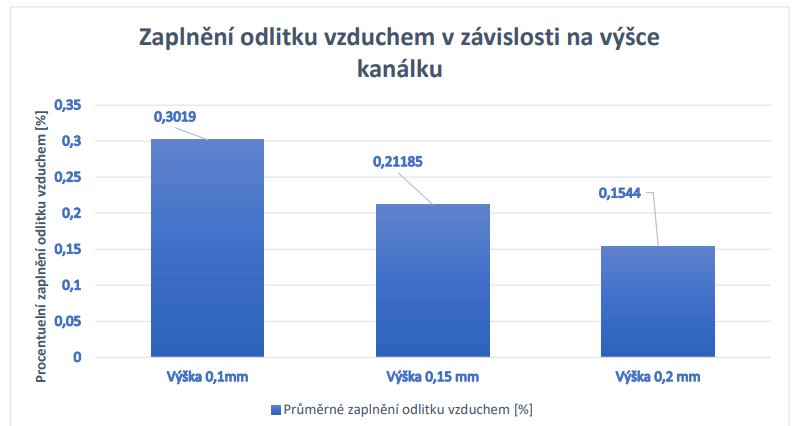 Zaplnění odlitku vzduchem v závislosti na výšce
kanálku
Procentuelní zaplnění odlitku vzduchem [%]
0,35
0,3
0,25
0,2
0,15
0,1
0,05
0
0,3019
0,21185
0,1544
Výška 0,1mm
Výška 0,15 mm
Výška 0,2 mm
Průměrné zaplnění odlitku vzduchem [%]